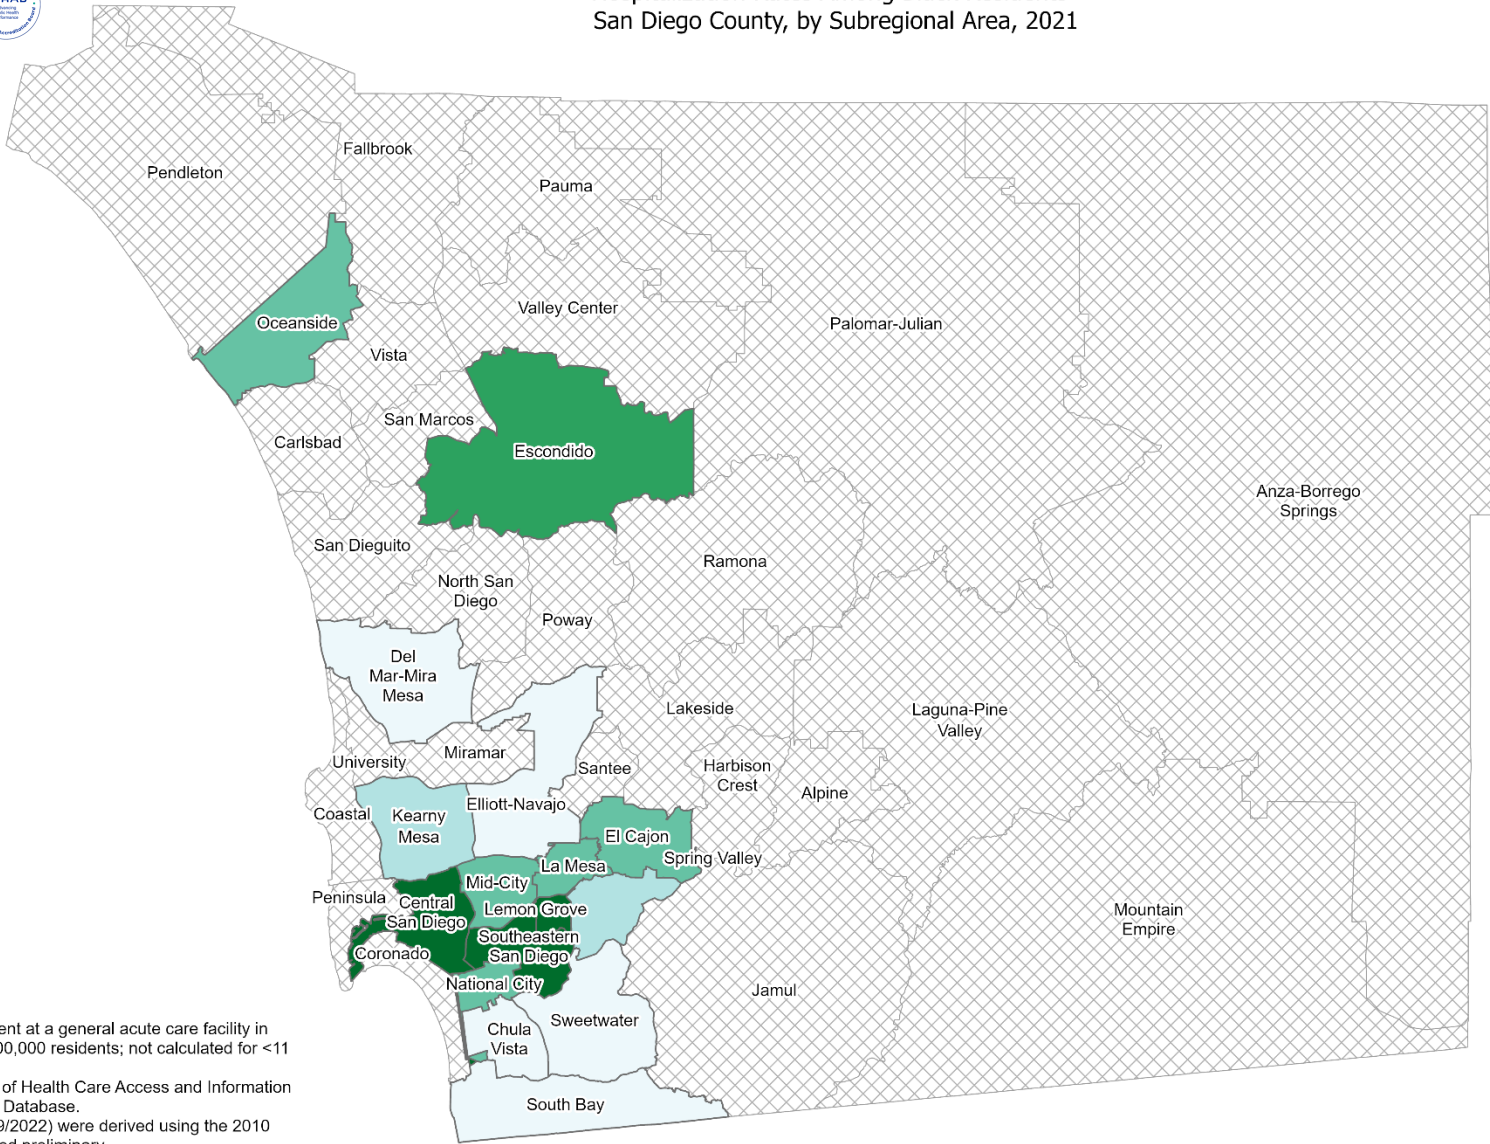 San Diego County, by Subregional Area, 2021
Fallbrook
Pendleton
Pauma
Valley Center
Oceanside
Palomar-Julian
Vista
San Marcos
Carlsbad
Escondido
Anza-Borrego
Springs
San Dieguito
Ramona
North San
Diego
Poway
Del
Mar-Mira
Mesa
Lakeside
Laguna-Pine
Valley
Miramar
University
Santee
Harbison
Crest
Alpine
Elliott-Navajo
Coastal
Kearny
Mesa
El Cajon
Spring Valley
La Mesa
Mid-City
Peninsula
Central
San Diego
Lemon Grove
Mountain
Empire
Southeastern
San Diego
Coronado
National City
Jamul
Sweetwater
Chula
Vista
South Bay
ent at a general acute care facility in
00,000 residents; not calculated for <11
of Health Care Access and Information
Database.
9/2022) were derived using the 2010
ed preliminary.